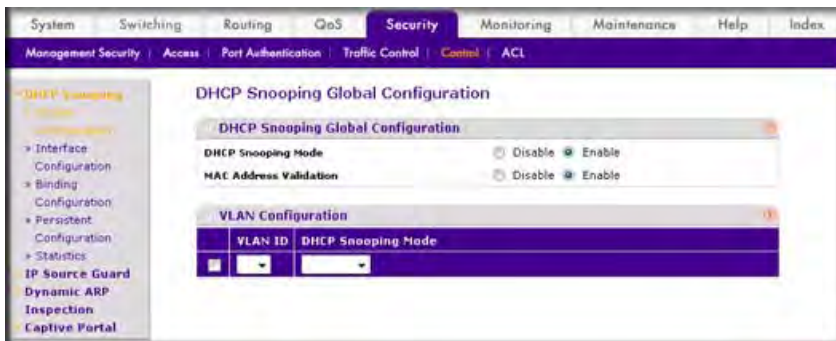 System Switching Routing QoS Security Monitoring Maintenance Help Index
Management Security Access Port Authentication Traffic Control Control ACL
DHCP Snooping
» Interface
Configuration
» Binding
Configuration
» Persistent
Configuration
» Statistics
IP Source Guard
Dynamic ARP
Inspection
Captive Portal
DHCP Snooping Global Configuration
DHCP Snooping Global Configuration
DHCP Snooping Mode Disable Enable
MAC Address Validation Disable Enable
VLAN Configuration
VLAN ID DHCP Snooping Mode